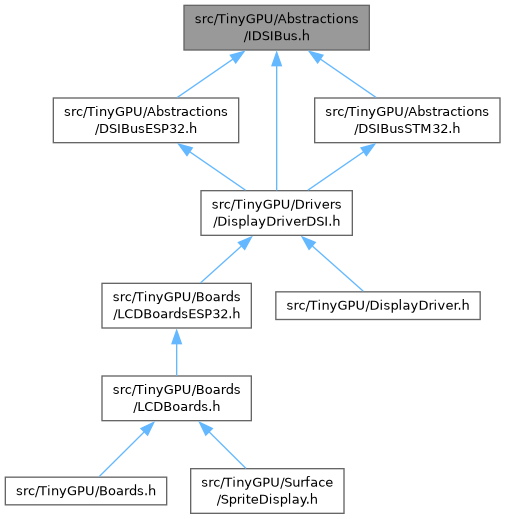 src/TinyGPU/Abstractions
/IDSIBus.h
src/TinyGPU/Abstractions
/DSIBusESP32.h
src/TinyGPU/Abstractions
/DSIBusSTM32.h
src/TinyGPU/Drivers
/DisplayDriverDSI.h
src/TinyGPU/Boards
/LCDBoardsESP32.h
src/TinyGPU/DisplayDriver.h
src/TinyGPU/Boards
/LCDBoards.h
src/TinyGPU/Boards.h
src/TinyGPU/Surface
/SpriteDisplay.h